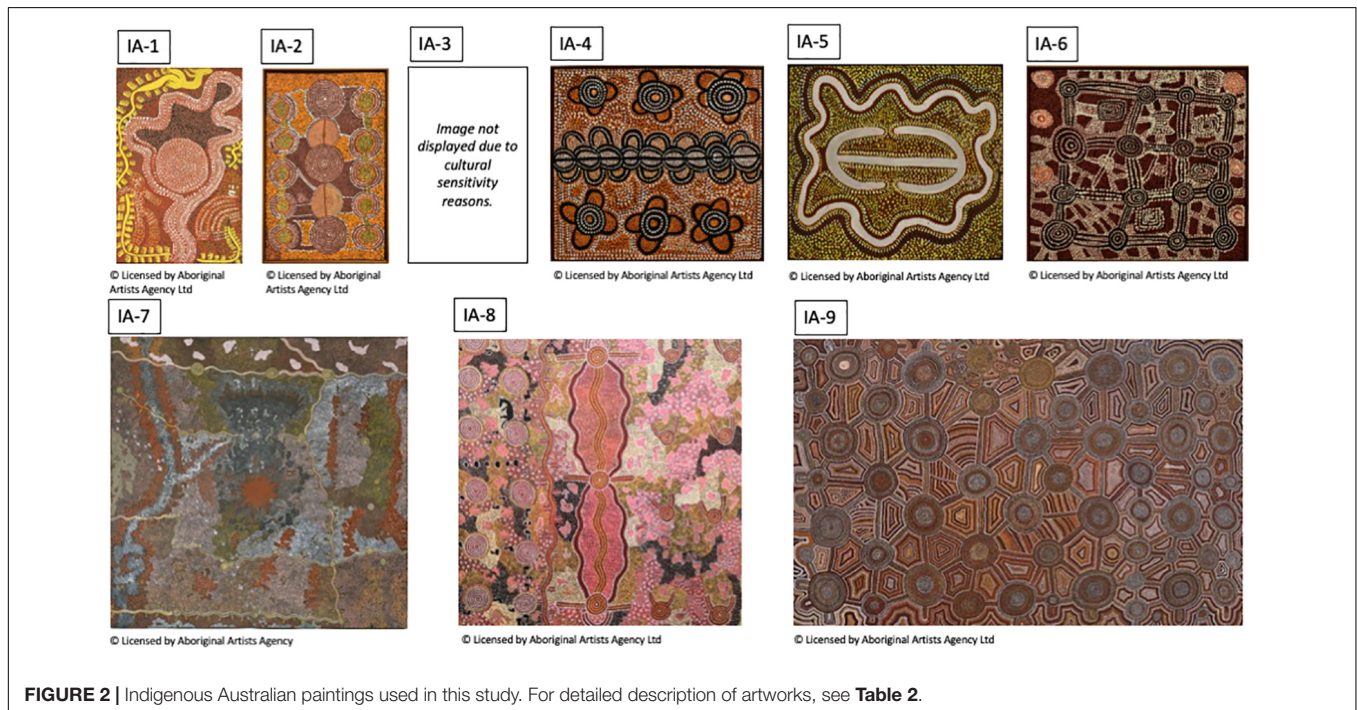 IA-1
IA-2
IA-3
IA-4
IA-5
IA-6
Image not
displayed due to
cultural
sensitivity
reasons.
© Licensed by Aboriginal
Artists Agency Ltd
© Licensed by Aboriginal
Artists Agency Ltd
© Licensed by Aboriginal Artists Agency Ltd
© Licensed by Aboriginal Artists Agency Ltd
© Licensed by Aboriginal Artists Agency Ltd
IA-7
IA-8
IA-9
© Licensed by Aboriginal Artists Agency
© Licensed by Aboriginal Artists Agency Ltd
© Licensed by Aboriginal Artists Agency Ltd
FIGURE 2 | Indigenous Australian paintings used in this study. For detailed description of artworks, see Table 2.